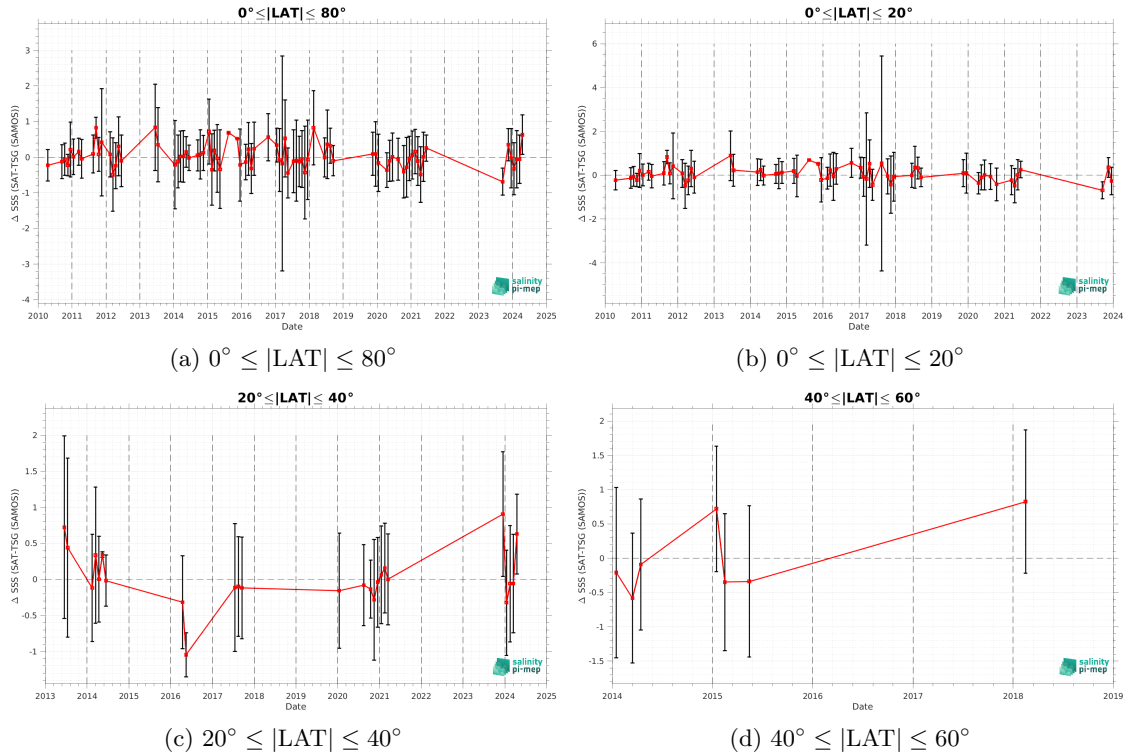 0°≤|LAT|≤ 80°
Δ SSS (SAT-TSG (SAMOS))
3
2
1
0
-1
-2
-3
-4
2010 2011 2012 2013 2014 2015 2016 2017 2018 2019 2020 2021 2022 2023 2024 2025
Date
salinity
pi-mep
(a) 0° ≤ |LAT| ≤ 80°
0°≤|LAT|≤ 20°
Δ SSS (SAT-TSG (SAMOS))
6
4
2
0
-2
-4
2010 2011 2012 2013 2014 2015 2016 2017 2018 2019 2020 2021 2022 2023 2024
Date
salinity
pi-mep
(b) 0° ≤ |LAT| ≤ 20°
20°≤|LAT|≤ 40°
Δ SSS (SAT-TSG (SAMOS))
2
1.5
1
0.5
0
-0.5
-1
2013 2014 2015 2016 2017 2018 2019 2020 2021 2022 2023 2024 2025
Date
salinity
pi-mep
(c) 20° ≤ |LAT| ≤ 40°
40°≤|LAT|≤ 60°
Δ SSS (SAT-TSG (SAMOS))
2
1.5
1
0.5
0
-0.5
-1
-1.5
2014 2015 2016 2017 2018 2019
Date
salinity
pi-mep
(d) 40° ≤ |LAT| ≤ 60°